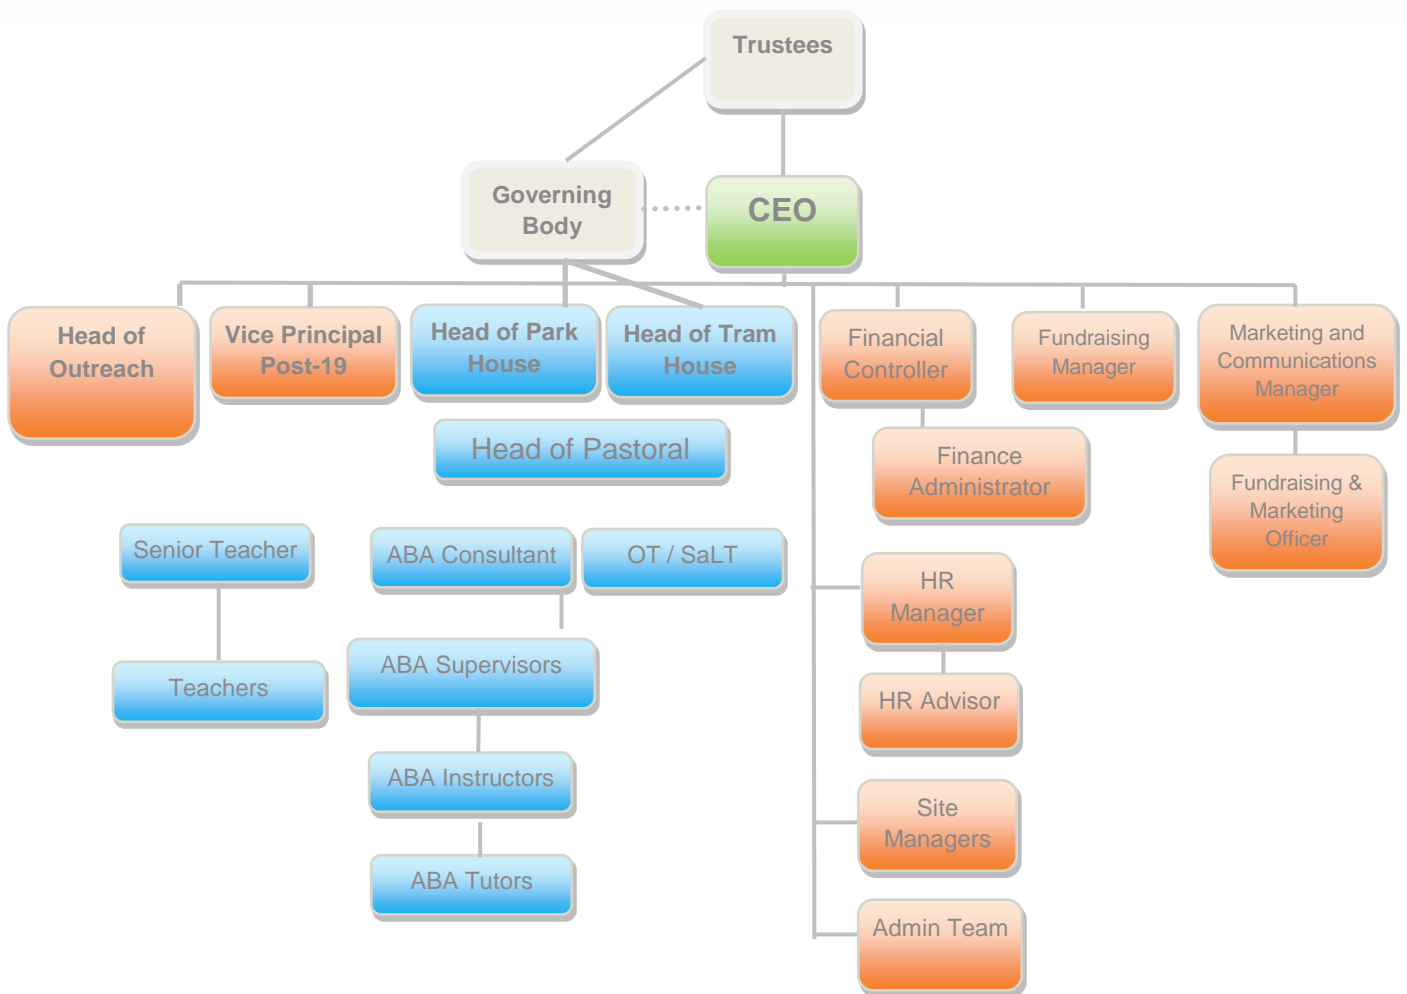 Trustees
Governing
Body
CEO
Head of
Outreach
Vice Principal
Post-19
Head of Park
House
Head of Tram
House
Financial
Controller
Fundraising
Manager
Marketing and
Communications
Manager
Head of Pastoral
Finance
Administrator
Fundraising &
Marketing
Officer
Senior Teacher
ABA Consultant
OT / SaLT
HR
Manager
Teachers
ABA Supervisors
HR Advisor
ABA Instructors
Site
Managers
ABA Tutors
Admin Team